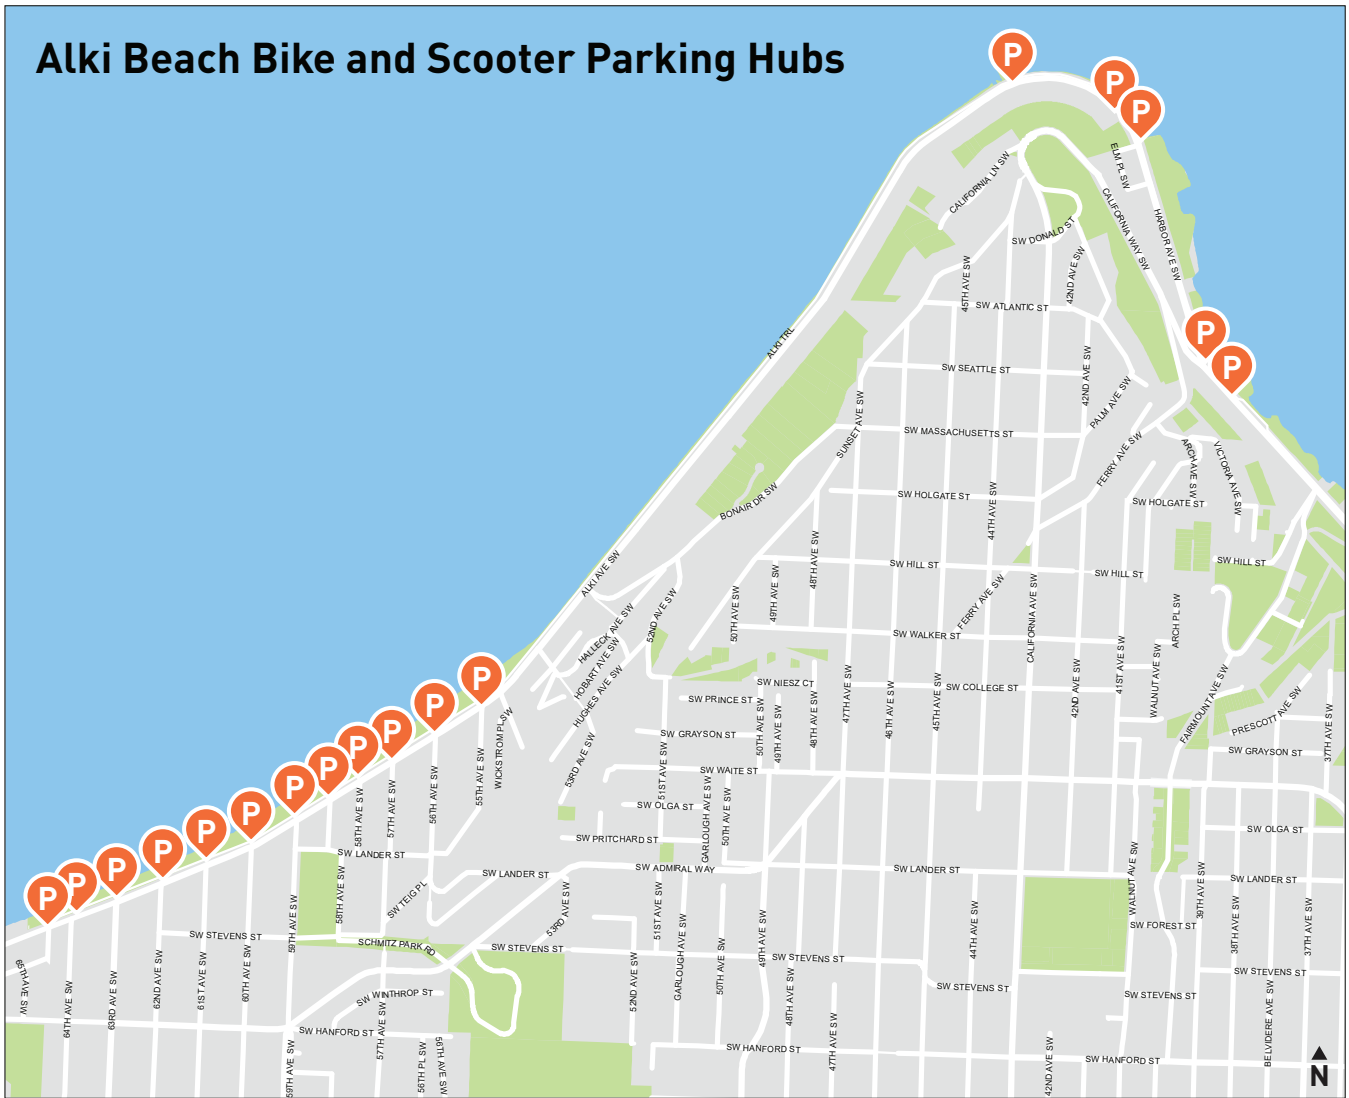 Alki Beach Bike and Scooter Parking Hubs
P
P
P
ELM PL SW
CALIFORNIA LN SW
CALIFORNIA WAY SW
HARBOR AVE SW
SW DONALD ST
45TH AVE SW
42ND AVE SW
SW ATLANTIC ST
ALKI TRL
P
P
SW SEATTLE ST
42ND AVE SW
PALM AVE SW
SUNSET AVE SW
SW MASSACHUSETTS ST
FERRY AVE SW
ARCH AVE SW
VICTORIA AVE SW
BONAIR DR SW
SW HOLGATE ST
44TH AVE SW
SW HOLGATE ST
48TH AVE SW
SW HILL ST
SW HILL ST
SW HILL ST
ALKI AVE SW
49TH AVE SW
50TH AVE SW
52ND AVE SW
FERRY AVE SW
CALIFORNIA AVE SW
ARCH PL SW
HALLECK AVE SW
SW WALKER ST
HOBART AVE SW
41ST AVE SW
WALNUT AVE SW
HUGHES AVE SW
P
SW NIESZ CT
47TH AVE SW
SW COLLEGE ST
42ND AVE SW
FAIRMOUNT AVE SW
SW PRINCE ST
46TH AVE SW
45TH AVE SW
PRESCOTT AVE SW
P
48TH AVE SW
50TH AVE SW
49TH AVE SW
37TH AVE SW
P
P
WICKSTROM PL SW
SW GRAYSON ST
SW GRAYSON ST
53RD AVE SW
P
55TH AVE SW
51ST AVE SW
SW WAITE ST
P
56TH AVE SW
57TH AVE SW
58TH AVE SW
SW OLGA ST
GARLOUGH AVE SW
50TH AVE SW
SW OLGA ST
P
P
SW PRITCHARD ST
P
SW LANDER ST
SW LANDER ST
SW ADMIRAL WAY
SW LANDER ST
SW LANDER ST
P
P
P
58TH AVE SW
SW TEIG PL
53RD AVE SW
51ST AVE SW
WALNUT AVE SW
39TH AVE SW
59TH AVE SW
SW STEVENS ST
SCHMITZ PARK RD
SW STEVENS ST
GARLOUGH AVE SW
50TH AVE SW
49TH AVE SW
44TH AVE SW
SW FOREST ST
38TH AVE SW
37TH AVE SW
SW STEVENS ST
SW STEVENS ST
SW STEVENS ST
SW STEVENS ST
65TH AVE SW
64TH AVE SW
63RD AVE SW
62ND AVE SW
61ST AVE SW
60TH AVE SW
SW WINTHROP ST
52ND AVE SW
48TH AVE SW
BELVIDERE AVE SW
SW HANFORD ST
57TH AVE SW
SW HANFORD ST
47TH AVE SW
42ND AVE SW
SW HANFORD ST
59TH AVE SW
56TH PL SW
56TH AVE SW
N